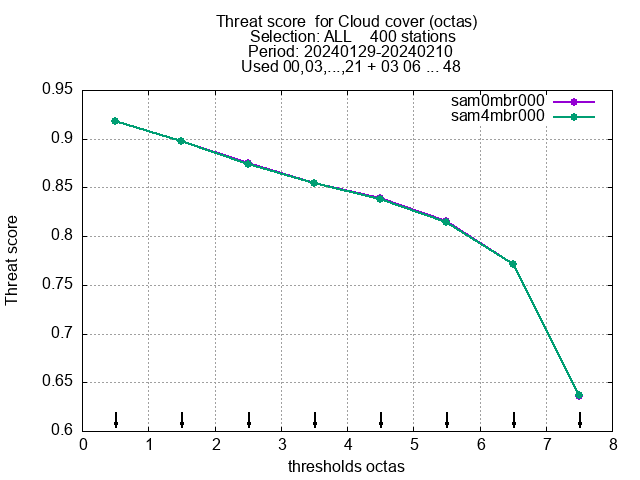 Threat score  for Cloud cover (octas)
Selection: ALL    400 stations
Period: 20240129-20240210
Used 00,03,...,21 + 03 06 ... 48
sam0mbr000
sam4mbr000
0.95
0.9
0.85
0.8
0.75
0.7
0.65
0.6
Threat score
0 1 2 3 4 5 6 7 8
thresholds octas